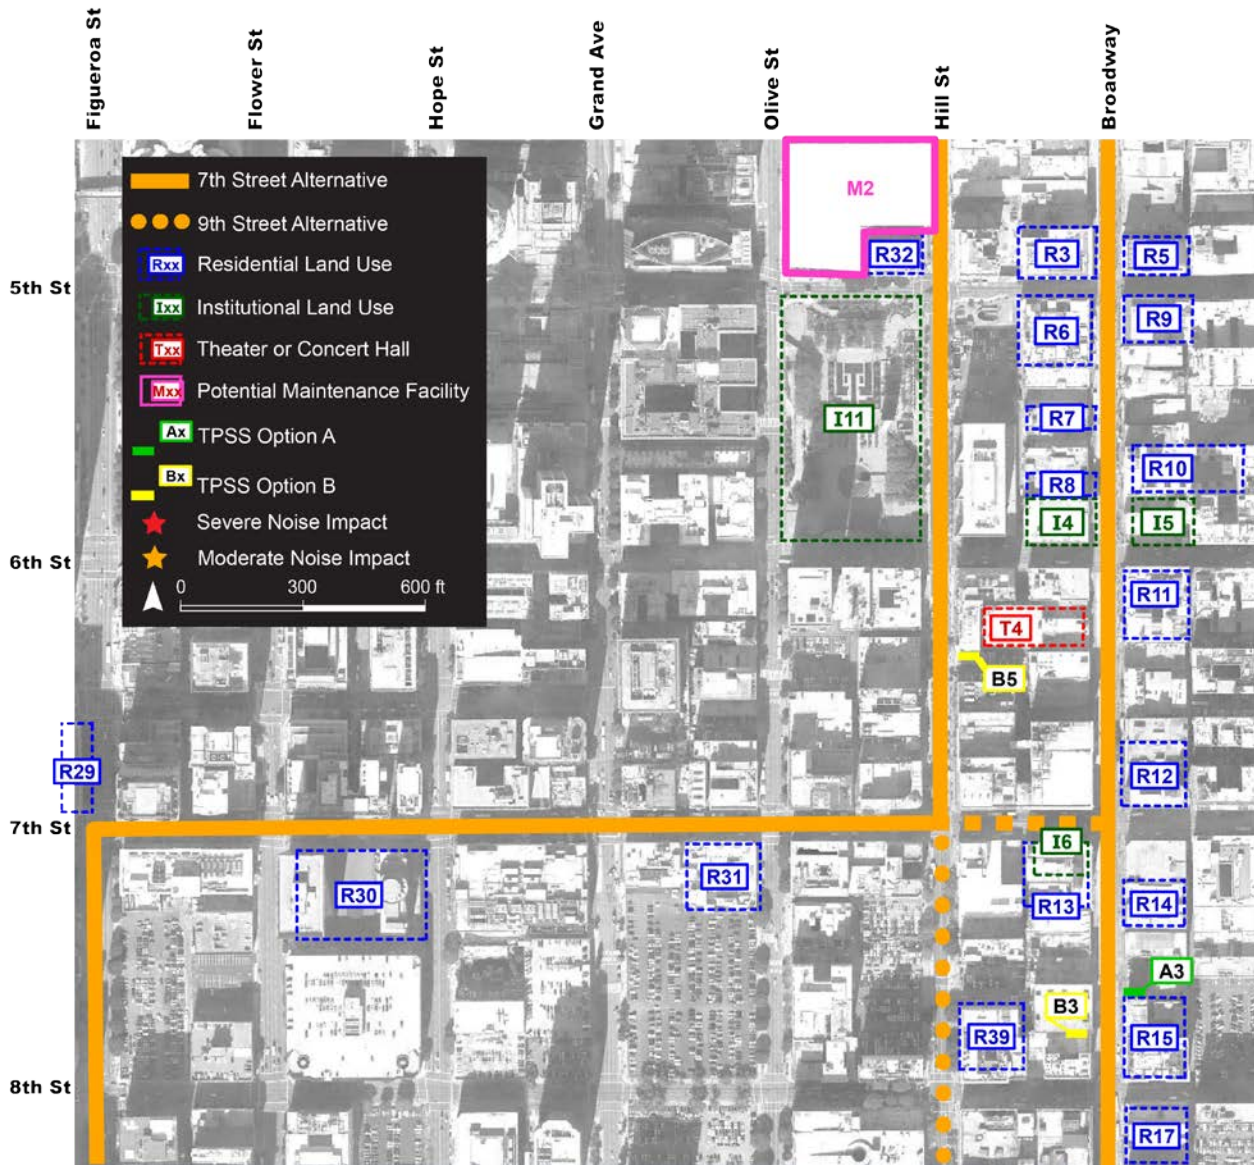 Figueroa St
Flower St
Hope St
Grand Ave
Olive St
Hill St
Broadway
7th Street Alternative
9th Street Alternative
Rxx Residential Land Use
Ixx Institutional Land Use
Txx Theater or Concert Hall
Mxx Potential Maintenance Facility
Ax TPSS Option A
Bx TPSS Option B
Severe Noise Impact
Moderate Noise Impact
0 300 600 ft
M2
R32
R3
R5
5th St
R6
R9
I11
R7
R10
R8
I4
I5
6th St
R11
T4
B5
R29
R12
7th St
I6
R30
R31
R13
R14
A3
B3
R39
R15
8th St
R17